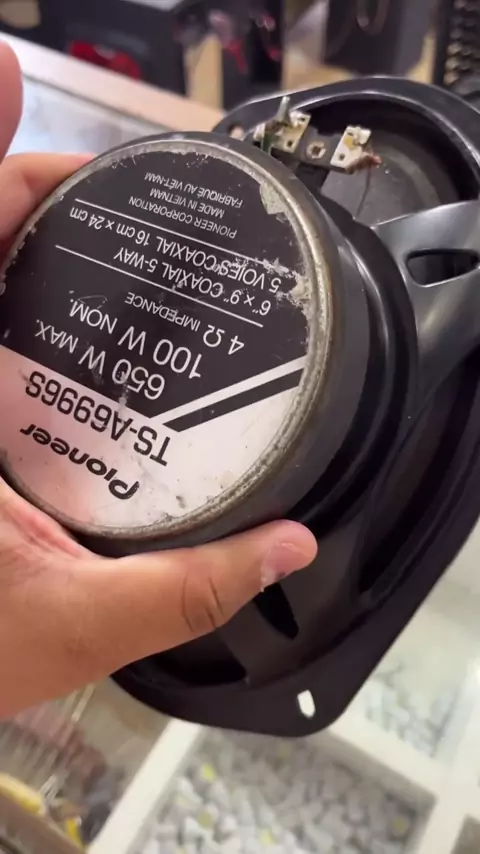 Pioneer
TS-A6996S
650 W MAX.
100 W NOM.
4 Ω IMPEDANCE
6" x 9" COAXIAL 5-WAY
5 VOIES COAXIAL 16 cm x 24 cm
PIONEER CORPORATION
MADE IN VIETNAM
FABRIQUÉ AU VIET-NAM